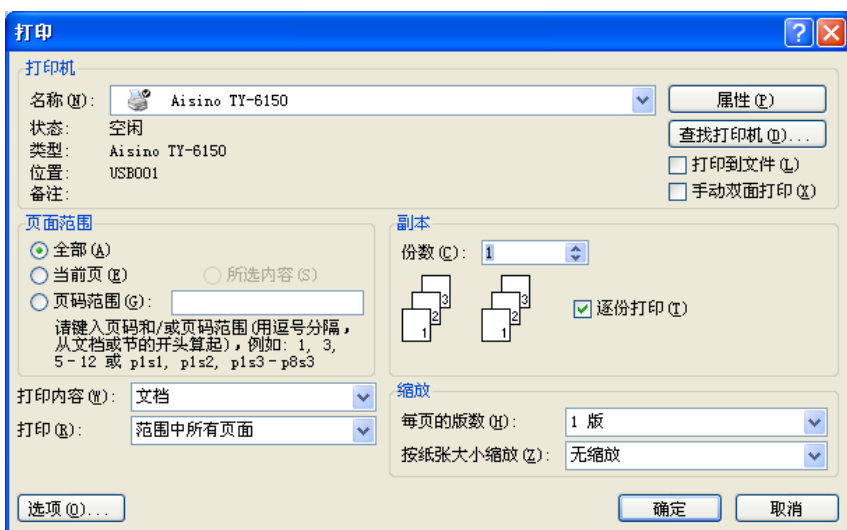 打印
打印机
名称(N): Aisino TY-6150 属性(P)
状态: 空闲 查找打印机(D)...
类型: Aisino TY-6150 打印到文件(L)
位置: USB001 手动双面打印(X)
备注:
页面范围
全部(A)
当前页(E) 所选内容(S)
页码范围(G):
请键入页码和/或页码范围(用逗号分隔,
从文档或节的开头算起),例如: 1, 3,
5-12 或 p1s1, p1s2, p1s3-p8s3
副本
份数(C): 1
1 2 3 1 2 3
逐份打印(T)
打印内容(W): 文档
打印(R): 范围中所有页面
缩放
每页的版数(H): 1 版
按纸张大小缩放(Z): 无缩放
选项(O)... 确定 取消